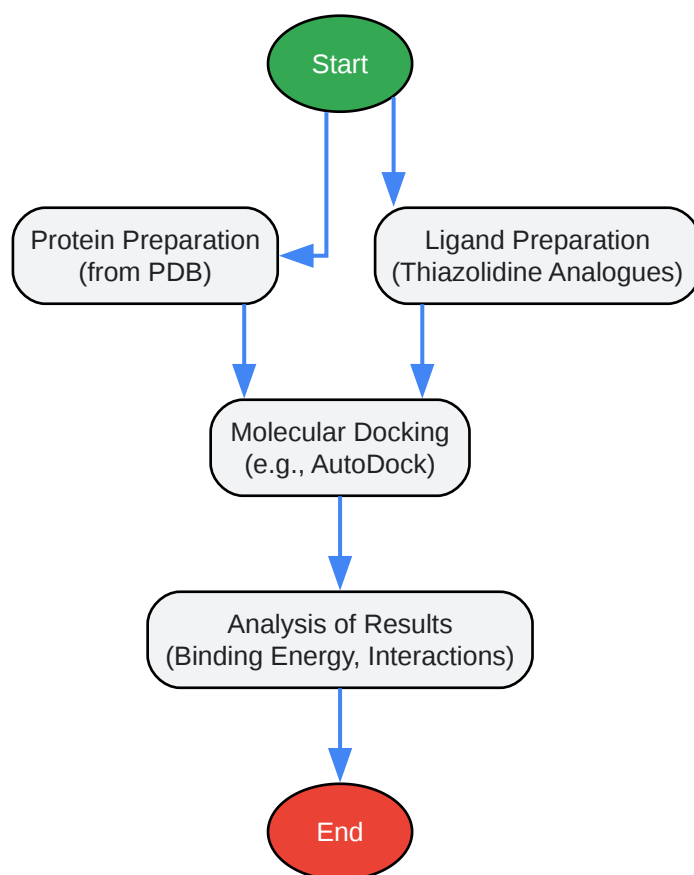 Start
Protein Preparation
(from PDB)
Ligand Preparation
(Thiazolidine Analogues)
Molecular Docking
(e.g., AutoDock)
Analysis of Results
(Binding Energy, Interactions)
End